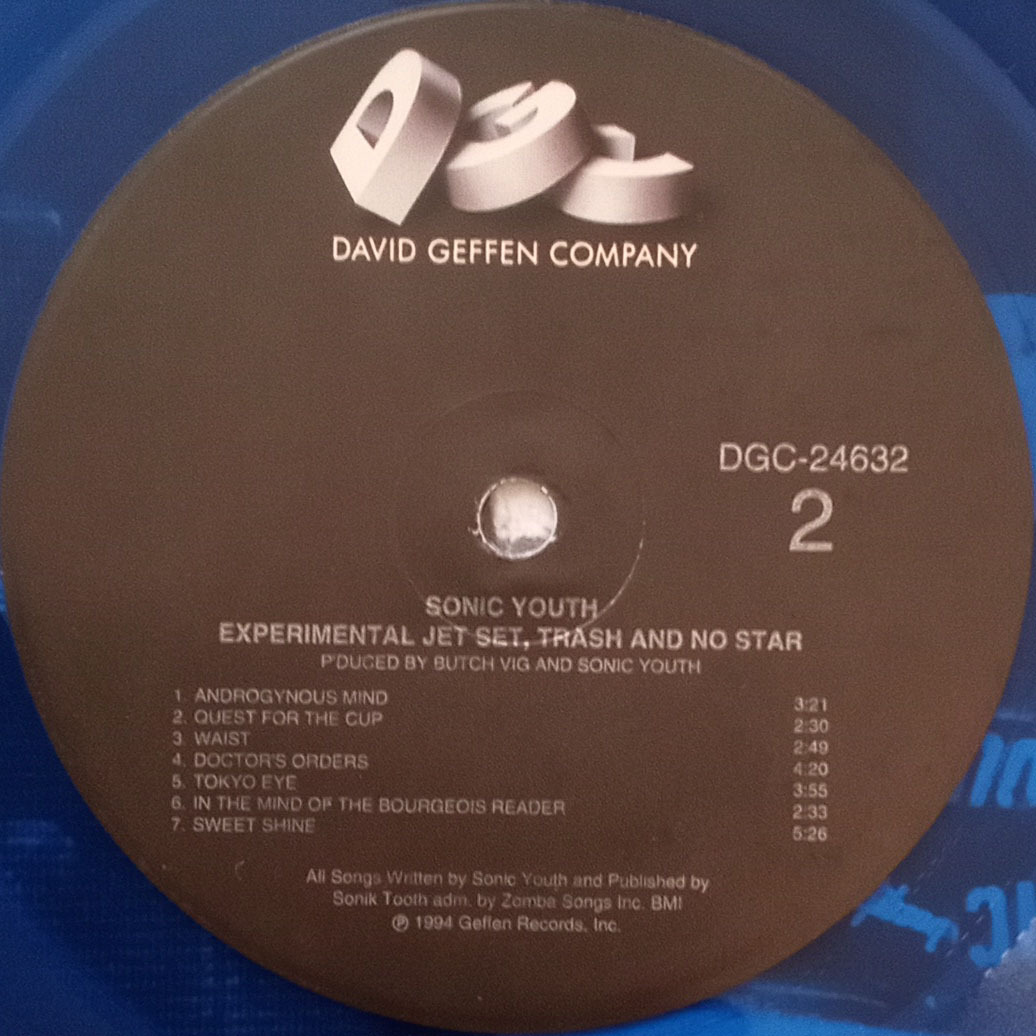 DGC
DAVID GEFFEN COMPANY
DGC-24632
2
SONIC YOUTH
EXPERIMENTAL JET SET, TRASH AND NO STAR
P'DUCED BY BUTCH VIG AND SONIC YOUTH
1. ANDROGYNOUS MIND 3:21
2. QUEST FOR THE CUP 2:30
3. WAIST 2:49
4. DOCTOR'S ORDERS 4:20
5. TOKYO EYE 3:55
6. IN THE MIND OF THE BOURGEOIS READER 2:33
7. SWEET SHINE 5:26
All Songs Written by Sonic Youth and Published by
Sonik Tooth adm. by Zomba Songs Inc. BMI
℗ 1994 Geffen Records, Inc.